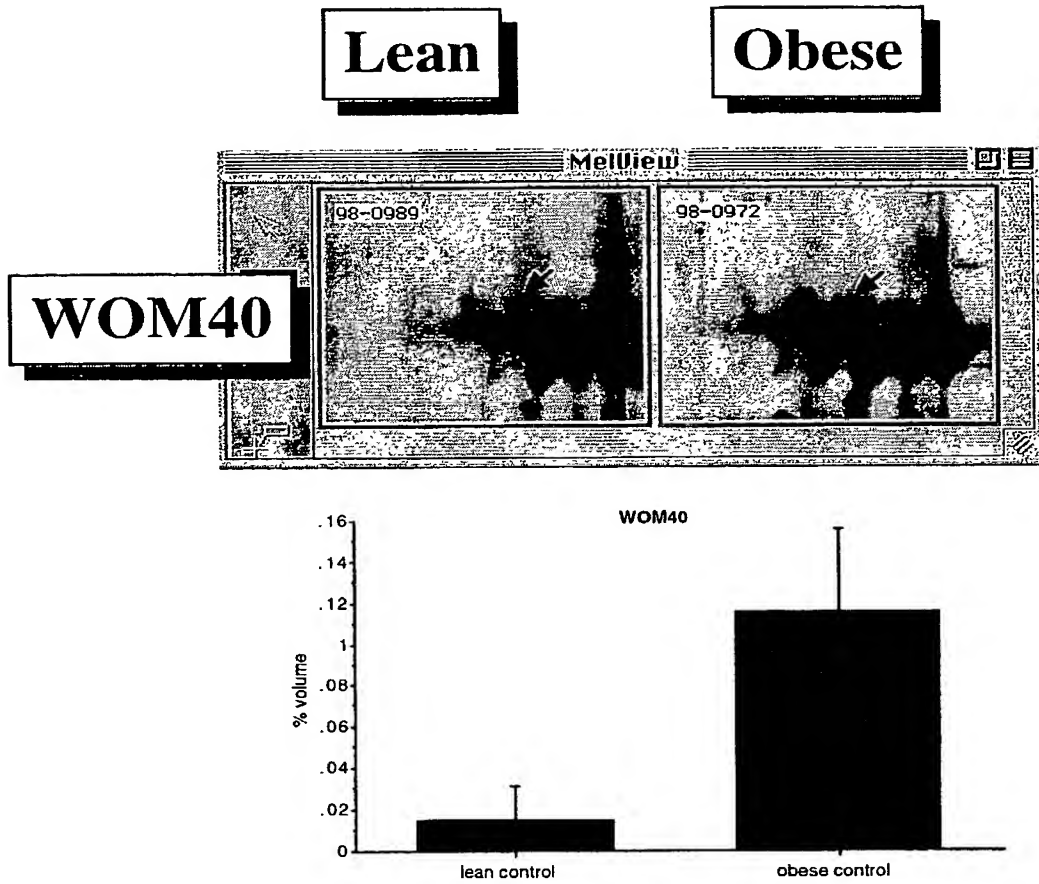 Lean
Obese
MelView
98-0989
98-0972
WOM40
WOM40
.16
.14
.12
.1
.08
.06
.04
.02
0
% volume
lean control
obese control